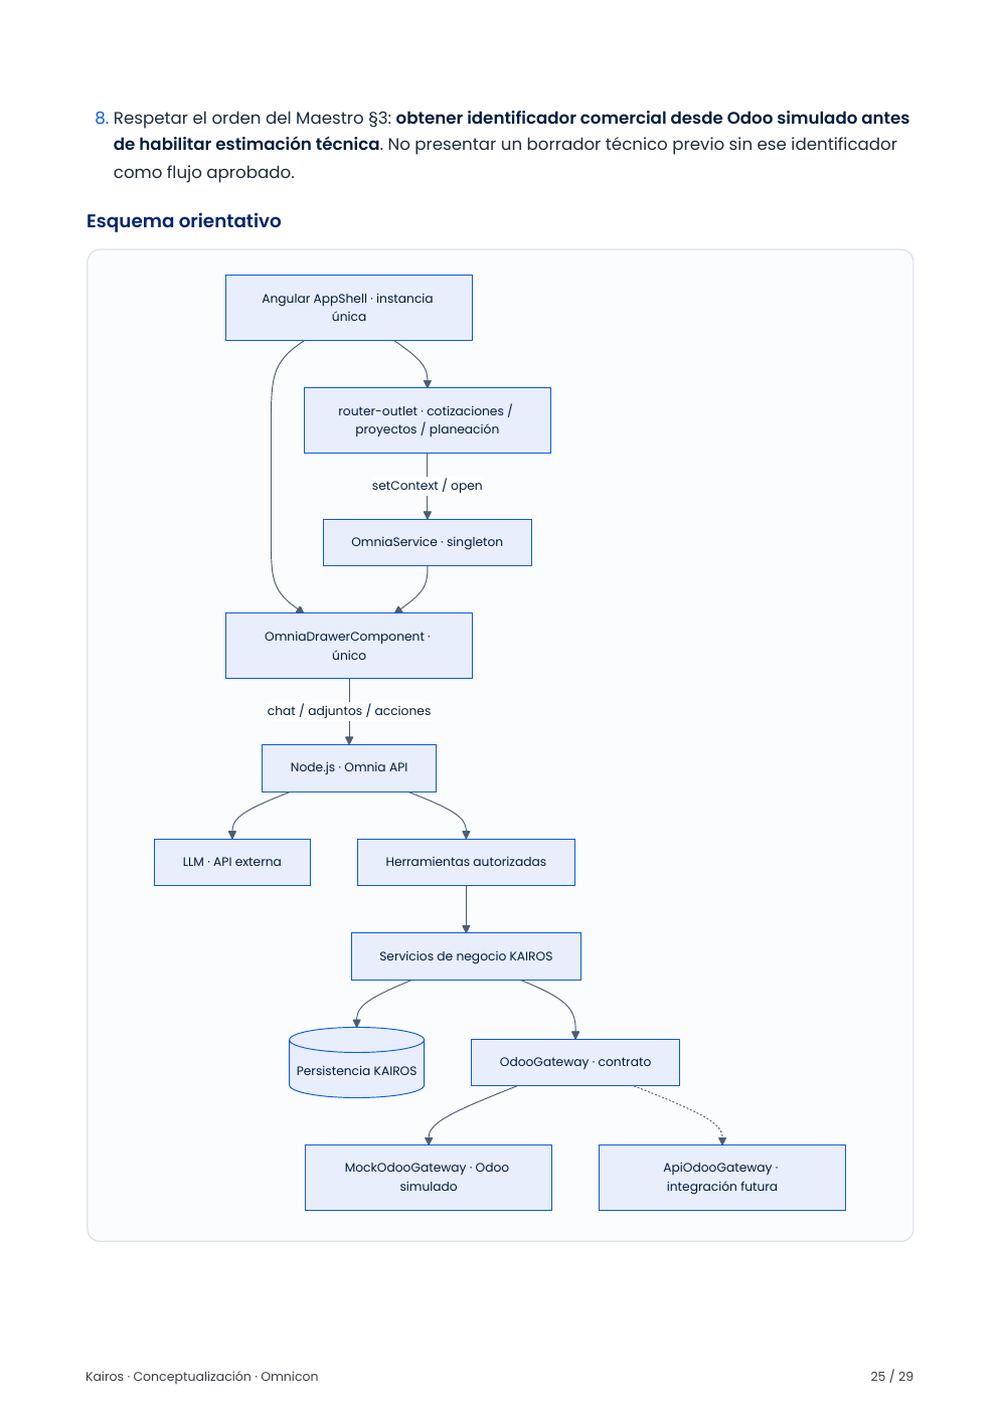 8. Respetar el orden del Maestro §3: obtener identificador comercial desde Odoo simulado antes
de habilitar estimación técnica. No presentar un borrador técnico previo sin ese identificador
como flujo aprobado.
Esquema orientativo
Angular AppShell · instancia
única
router-outlet · cotizaciones /
proyectos / planeación
setContext / open
OmniaService · singleton
OmniaDrawerComponent ·
único
chat / adjuntos / acciones
Node.js · Omnia API
LLM · API externa
Herramientas autorizadas
Servicios de negocio KAIROS
Persistencia KAIROS
OdooGateway · contrato
MockOdooGateway · Odoo
simulado
ApiOdooGateway ·
integración futura
Kairos · Conceptualización · Omnicon
25 / 29